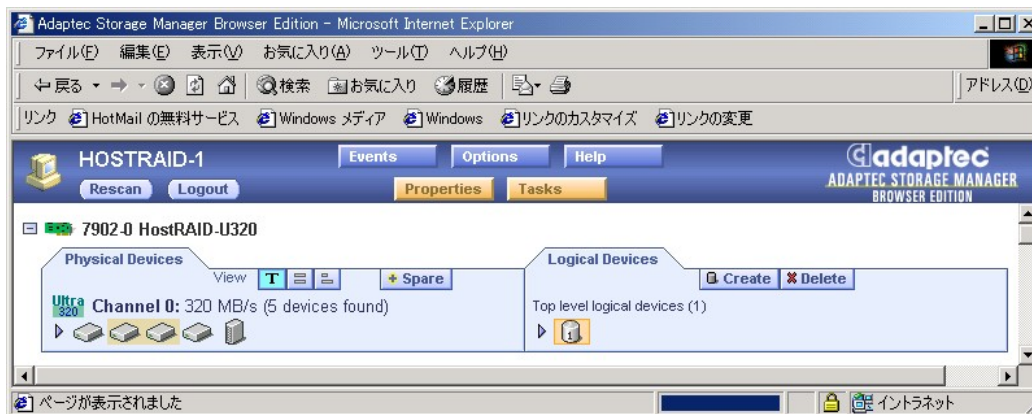 Adaptec Storage Manager Browser Edition - Microsoft Internet Explorer
ファイル(F) 編集(E) 表示(V) お気に入り(A) ツール(T) ヘルプ(H)
戻る 検索 お気に入り 履歴 アドレス(D)
リンク HotMail の無料サービス Windows メディア Windows リンクのカスタマイズ リンクの変更
HOSTRAID-1 Events Options Help adaptec
Rescan Logout Properties Tasks ADAPTEC STORAGE MANAGER
BROWSER EDITION
7902-0 HostRAID-U320
Physical Devices Logical Devices
View T Spare Create Delete
Ultra 320 Channel 0: 320 MB/s (5 devices found) Top level logical devices (1)
1
ページが表示されました イントラネット